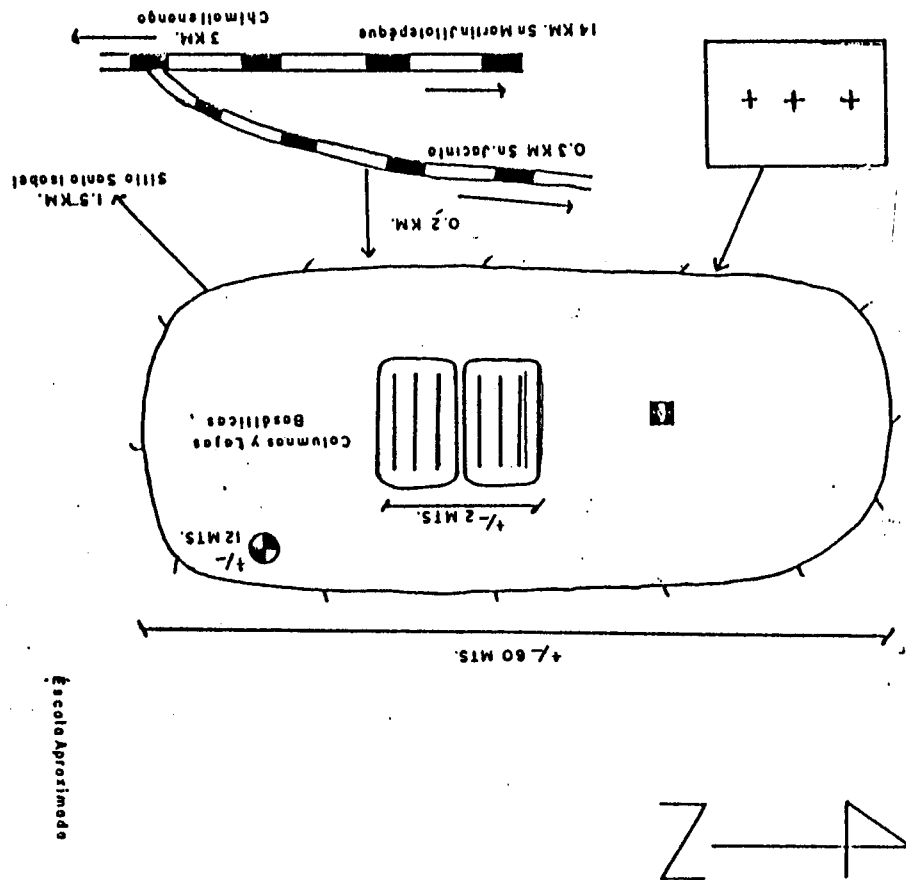 N
Escala Aproximada
+/- 60 MTS.
+/-
12 MTS.
+/- 2 MTS.
Columnas y Lajas
Basálticas
0.2 KM.
√ 1.5 KM.
Sitio Santa Isabel
0.3 KM Sn. Jacinto
14 KM. Sn Martin Jilotepéque
3 KM.
Chimaltenango